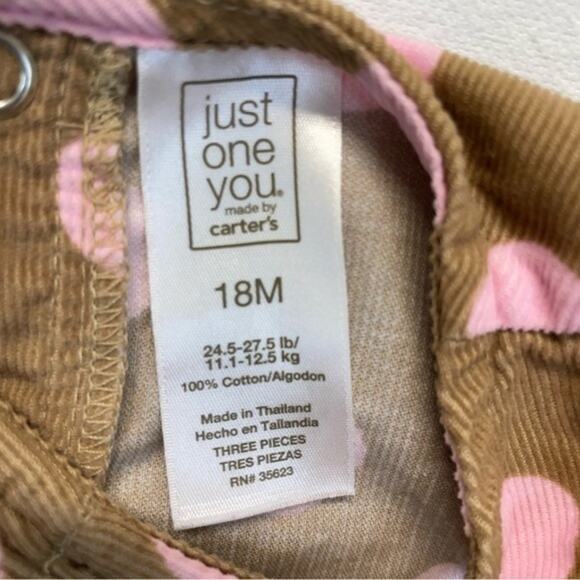 just
one
you®
made by
carter's
18M
24.5-27.5 lb/
11.1-12.5 kg
100% Cotton/Algodon
Made in Thailand
Hecho en Tailandia
THREE PIECES
TRES PIEZAS
RN# 35623